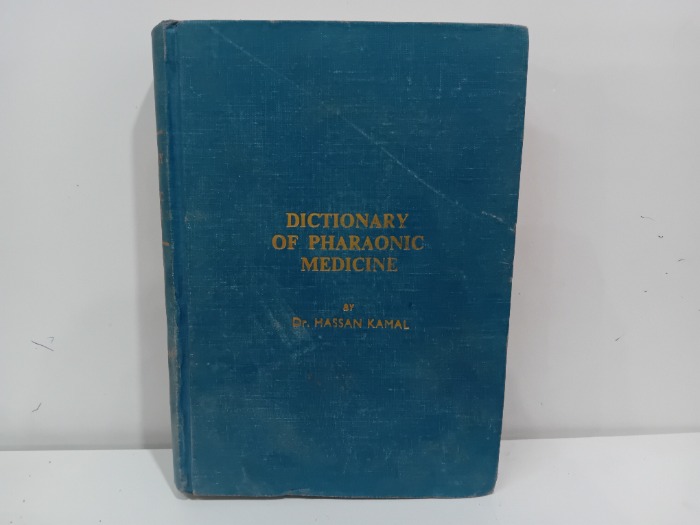 DICTIONARY
OF PHARAONIC
MEDICINE
BY
Dr. HASSAN KAMAL